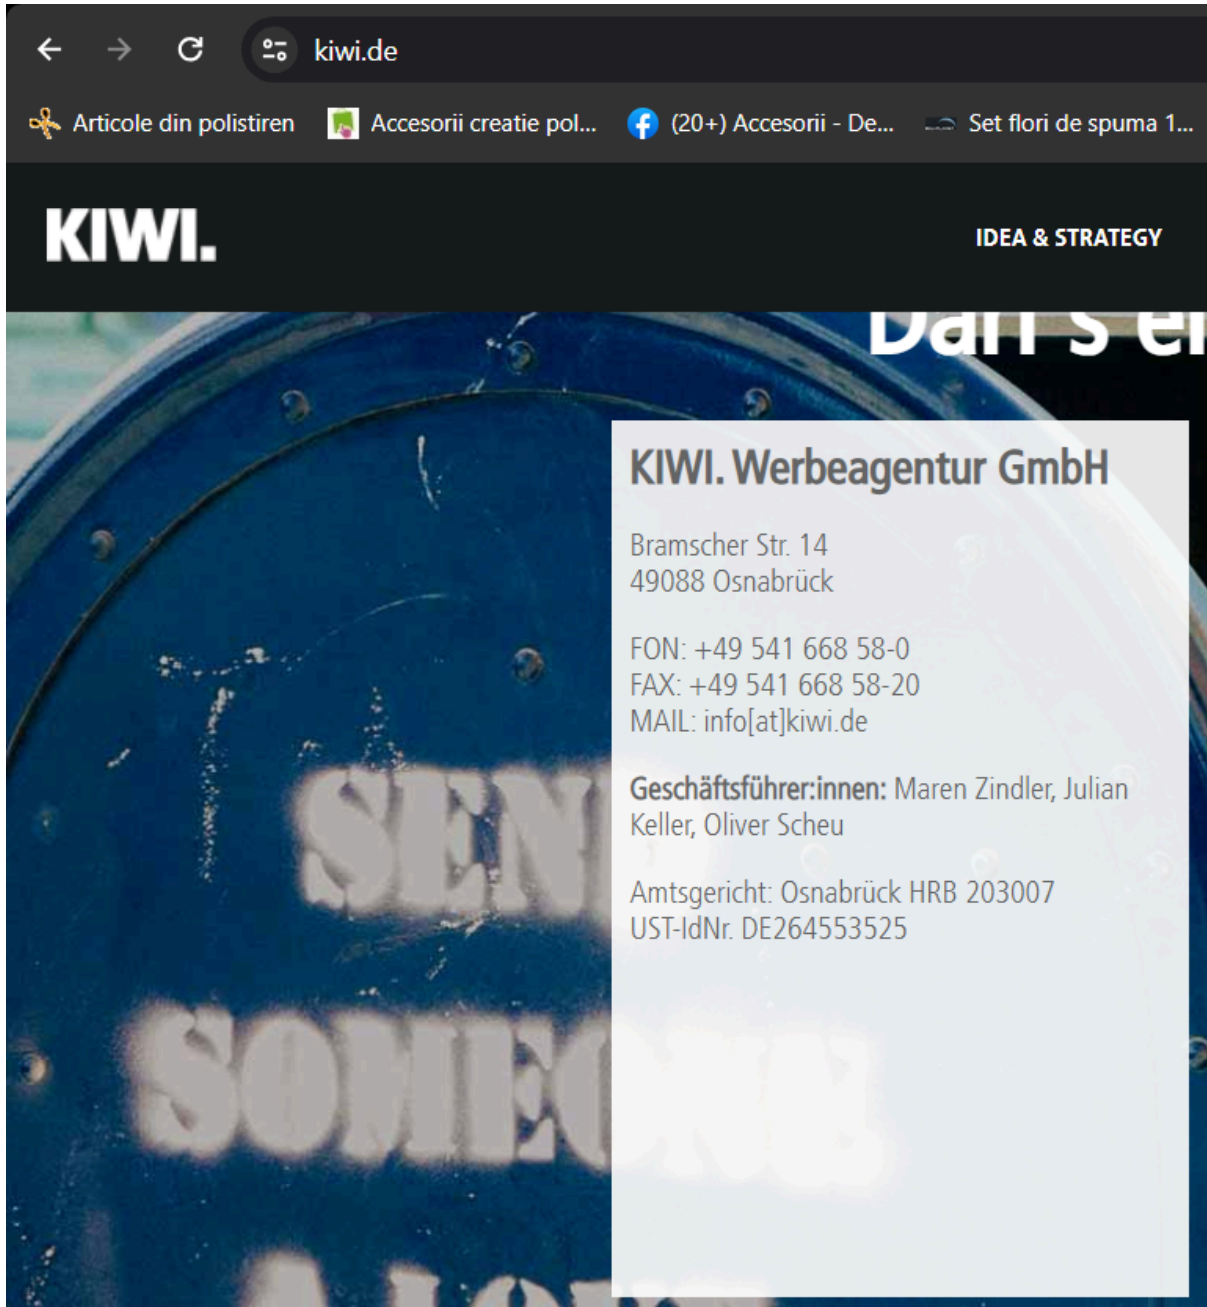 kiwi.de
Articole din polistiren Accesorii creatie pol... (20+) Accesorii - De... Set flori de spuma 1...
KIWI. IDEA & STRATEGY
KIWI. Werbeagentur GmbH
Bramscher Str. 14
49088 Osnabrück
FON: +49 541 668 58-0
FAX: +49 541 668 58-20
MAIL: info[at]kiwi.de
Geschäftsführer:innen: Maren Zindler, Julian
Keller, Oliver Scheu
Amtsgericht: Osnabrück HRB 203007
UST-IdNr. DE264553525
SEND
SOMEONE